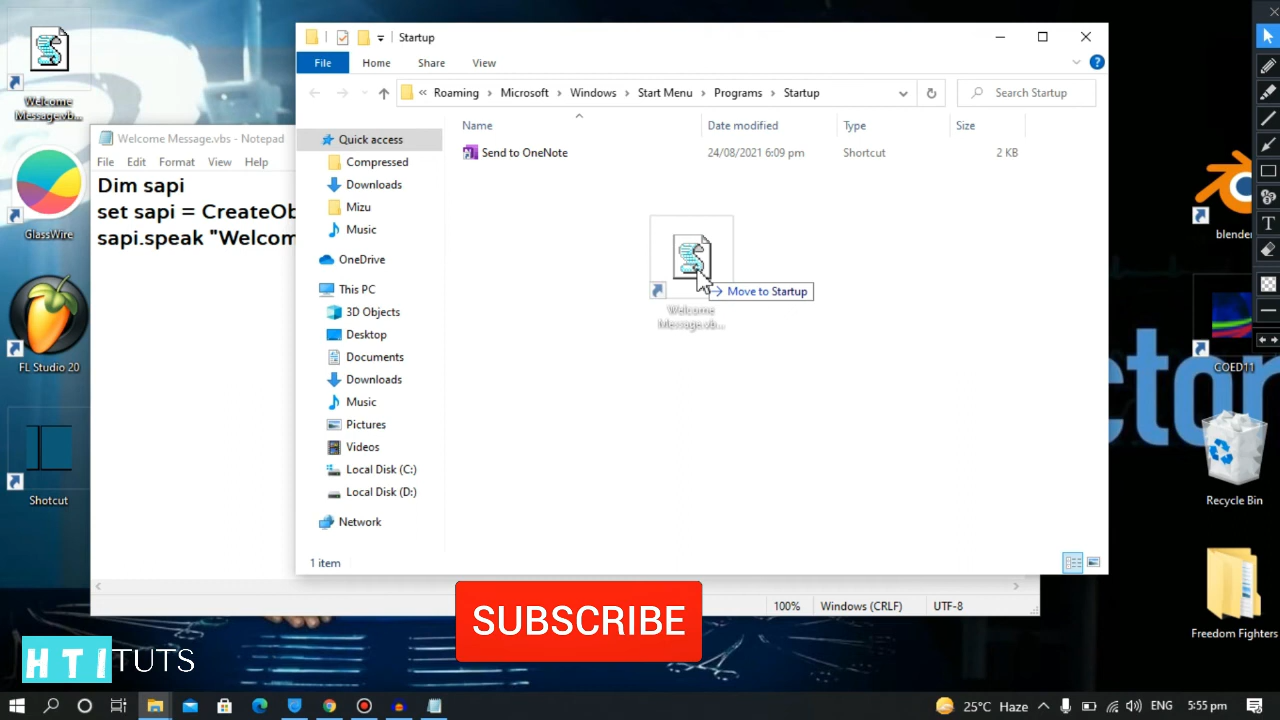 Startup
File
Home
Share
View
« Roaming > Microsoft > Windows > Start Menu > Programs > Startup
Search Startup
Name
Date modified
Type
Size
Send to OneNote
24/08/2021 6:09 pm
Shortcut
2 KB
Quick access
Compressed
Downloads
Mizu
Music
OneDrive
This PC
3D Objects
Desktop
Documents
Downloads
Music
Pictures
Videos
Local Disk (C:)
Local Disk (D:)
Network
1 item
Welcome
Message.vb...
Move to Startup
Welcome
Message.vb...
GlassWire
FL Studio 20
Shotcut
Welcome Message.vbs - Notepad
File
Edit
Format
View
Help
Dim sapi
set sapi = CreateOb
sapi.speak "Welcom
100%
Windows (CRLF)
UTF-8
blender
COED11
Recycle Bin
Freedom Fighters
T
ctor
SUBSCRIBE
HTITUTS
25°C Haze
ENG
5:55 pm